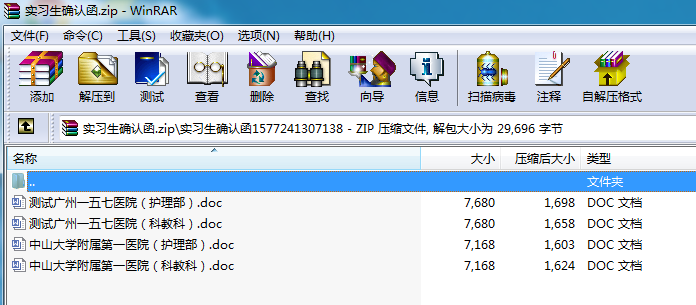 实习生确认函.zip - WinRAR
文件(F) 命令(C) 工具(S) 收藏夹(O) 选项(N) 帮助(H)
添加 解压到 测试 查看 删除 查找 向导 信息 扫描病毒 注释 自解压格式
实习生确认函.zip\实习生确认函1577241307138 - ZIP 压缩文件, 解包大小为 29,696 字节
名称 大小 压缩后大小 类型
.. 文件夹
测试广州一五七医院（护理部）.doc 7,680 1,698 DOC 文档
测试广州一五七医院（科教科）.doc 7,680 1,658 DOC 文档
中山大学附属第一医院（护理部）.doc 7,168 1,603 DOC 文档
中山大学附属第一医院（科教科）.doc 7,168 1,624 DOC 文档